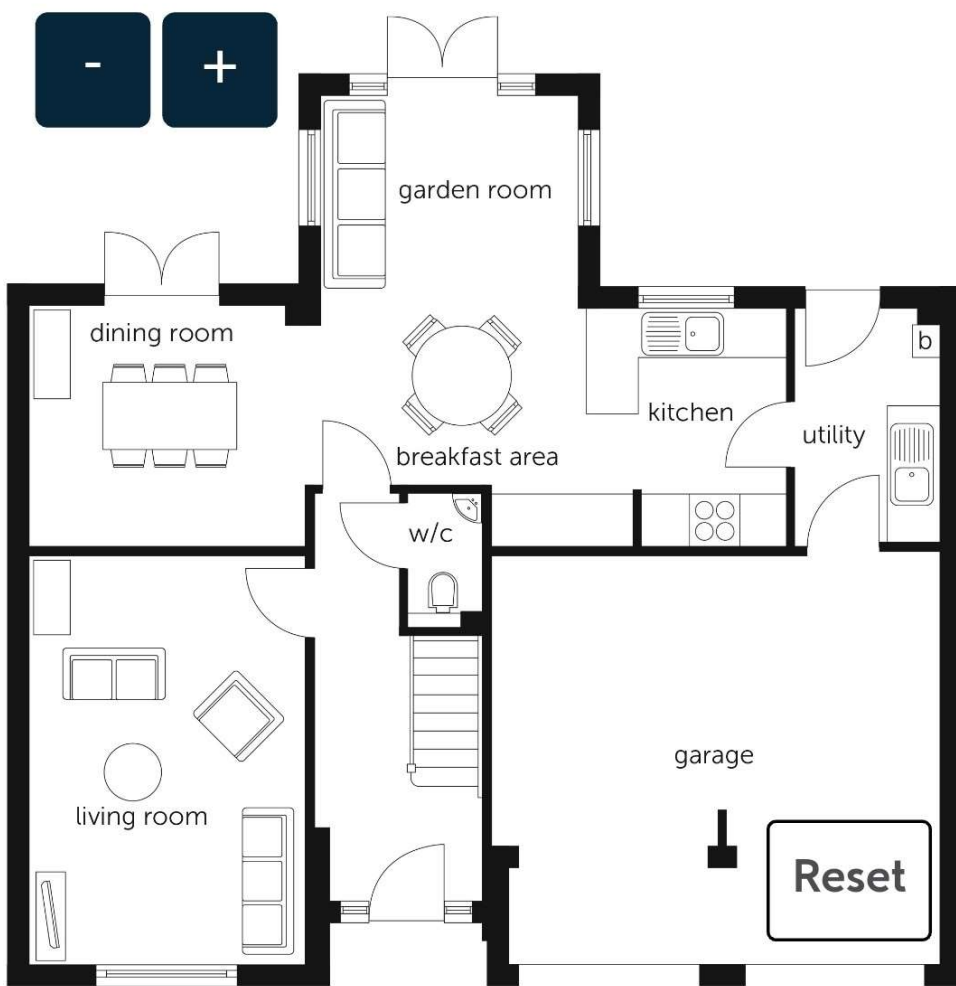 - +
garden room
dining room
b
kitchen
utility
breakfast area
w/c
garage
living room
Reset